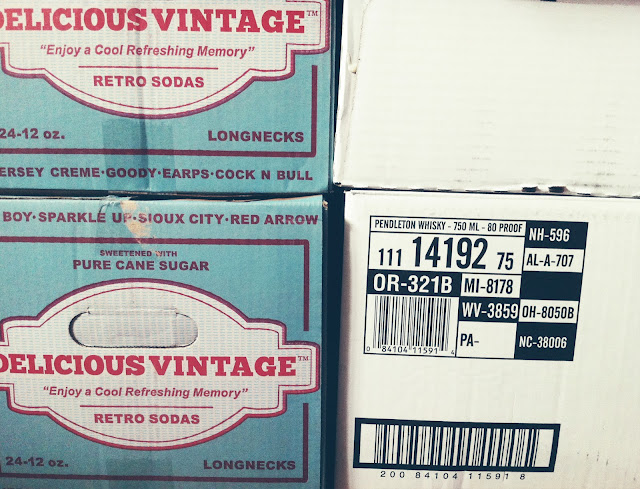 DELICIOUS VINTAGE™
"Enjoy a Cool Refreshing Memory"
RETRO SODAS
24-12 oz. LONGNECKS
ERSEY CREME·GOODY·EARPS·COCK N BULL
BOY·SPARKLE UP·SIOUX CITY·RED ARROW
SWEETENED WITH
PURE CANE SUGAR
DELICIOUS VINTAGE™
"Enjoy a Cool Refreshing Memory"
RETRO SODAS
24-12 oz. LONGNECKS
PENDLETON WHISKY - 750 ML - 80 PROOF
111 14192 75
OR-321B
MI-8178
WV-3859
PA-
NH-596
AL-A-707
OH-8050B
NC-38006
0 84104 11591 4
200 84104 11591 8